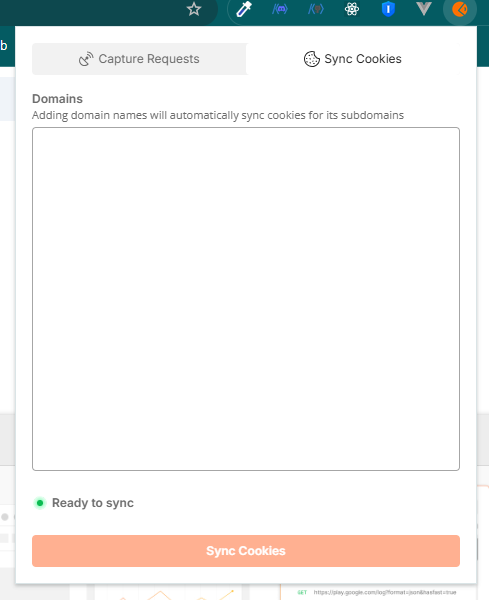 b
Capture Requests
Sync Cookies
Domains
Adding domain names will automatically sync cookies for its subdomains
Ready to sync
Sync Cookies
GET https://play.google.com/log?format=json&hasfast=true